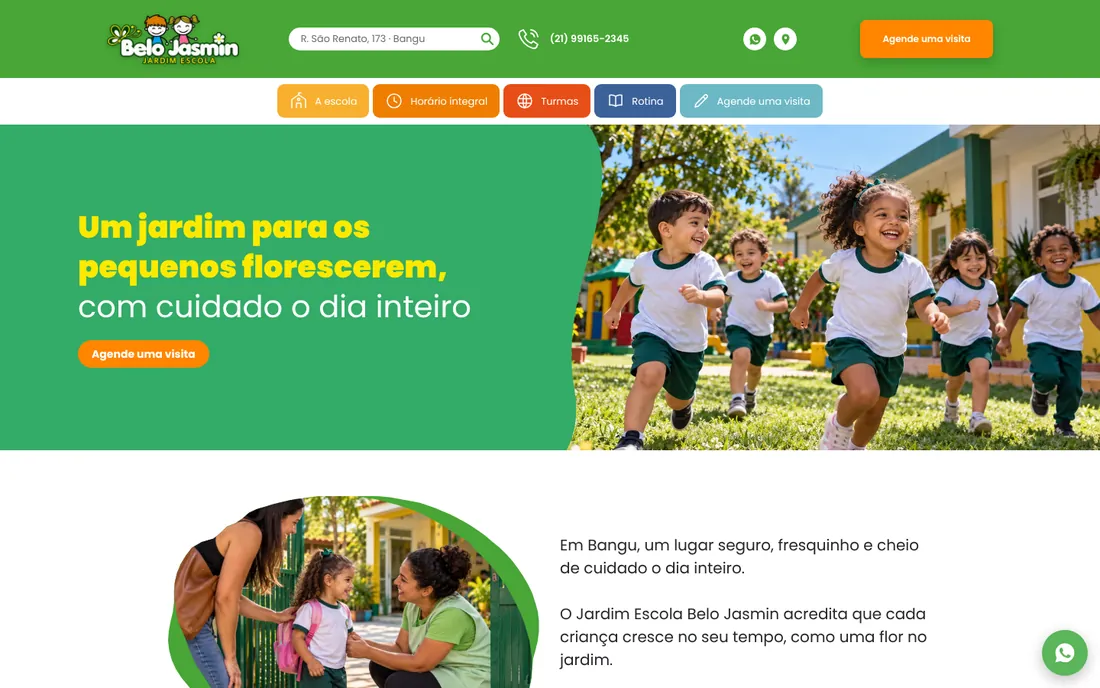 Belo Jasmin
JARDIM ESCOLA
R. São Renato, 173 · Bangu
(21) 99165-2345
Agende uma visita
A escola
Horário integral
Turmas
Rotina
Agende uma visita
Um jardim para os
pequenos florescerem,
com cuidado o dia inteiro
Agende uma visita
Em Bangu, um lugar seguro, fresquinho e cheio
de cuidado o dia inteiro.
O Jardim Escola Belo Jasmin acredita que cada
criança cresce no seu tempo, como uma flor no
jardim.